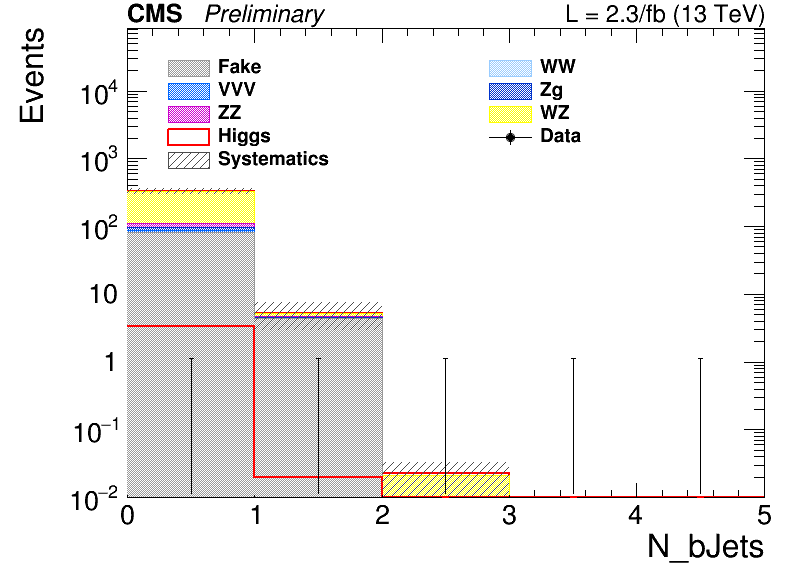 CMS Preliminary L = 2.3/fb (13 TeV)
Events
Fake WW
VVV Zg
ZZ WZ
Higgs Data
Systematics
10^4
10^3
10^2
10
1
10^−1
10^−2
0 1 2 3 4 5
N_bJets